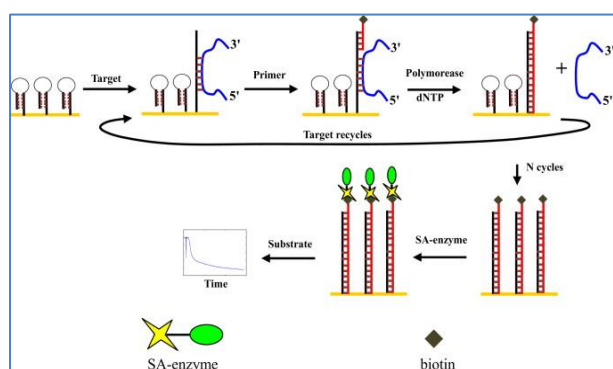 3'
Target
5'
Primer
3'
5'
Polymorease
dNTP
3'
5'
Target recycles
N cycles
SA-enzyme
Substrate
Time
SA-enzyme
biotin